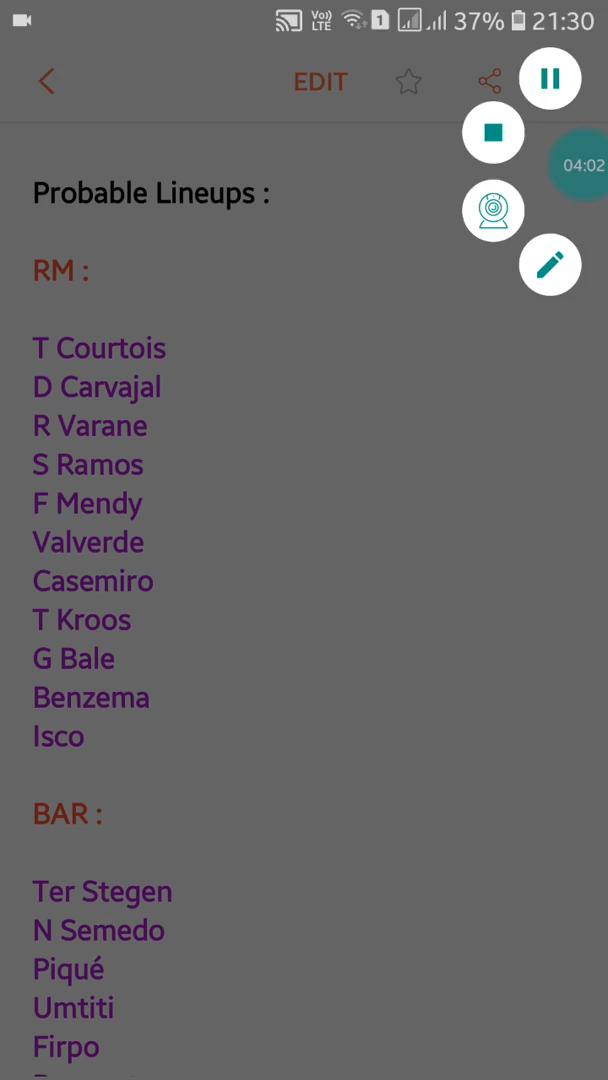 Vo)) LTE 1 37% 21:30
EDIT
04:02
Probable Lineups :
RM :
T Courtois
D Carvajal
R Varane
S Ramos
F Mendy
Valverde
Casemiro
T Kroos
G Bale
Benzema
Isco
BAR :
Ter Stegen
N Semedo
Piqué
Umtiti
Firpo